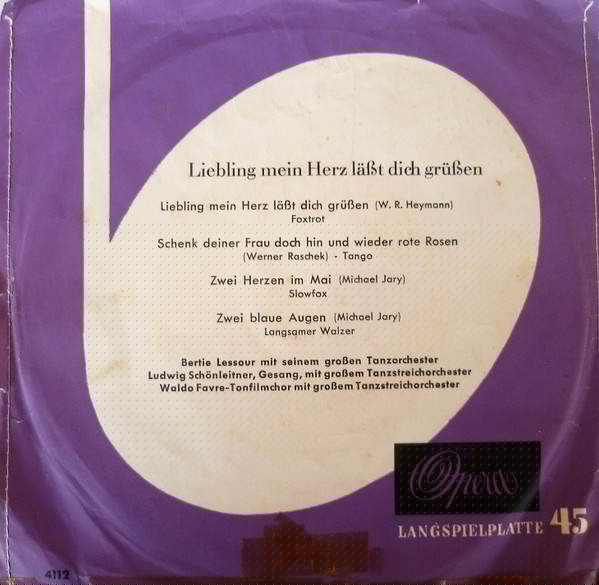 Liebling mein Herz läßt dich grüßen
Liebling mein Herz läßt dich grüßen (W. R. Heymann)
Foxtrot
Schenk deiner Frau doch hin und wieder rote Rosen
(Werner Raschek) - Tango
Zwei Herzen im Mai (Michael Jary)
Slowfox
Zwei blaue Augen (Michael Jary)
Langsamer Walzer
Bertie Lessour mit seinem großen Tanzorchester
Ludwig Schönleitner, Gesang, mit großem Tanzstreichorchester
Waldo Favre-Tonfilmchor mit großem Tanzstreichorchester
Opera
LANGSPIELPLATTE 45
4112